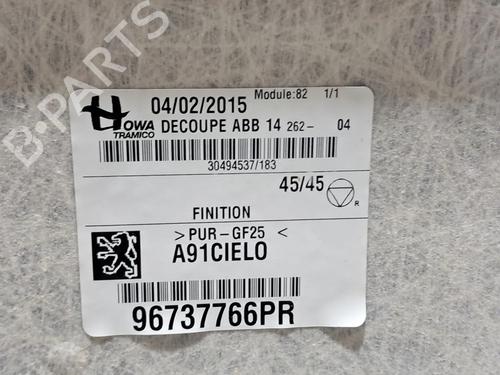 B-PARTS
HOWA
TRAMICO
04/02/2015 Module:82 1/1
DECOUPE ABB 14 262- 04
30494537/183
45/45
R
FINITION
>PUR-GF25 <
A91CIELO
96737766PR